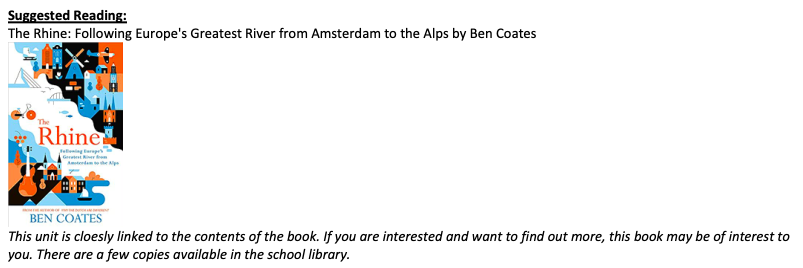 Suggested Reading:
The Rhine: Following Europe's Greatest River from Amsterdam to the Alps by Ben Coates
The
Rhine
Following Europe's
Greatest River from
Amsterdam to the Alps
BEN COATES
This unit is cloesly linked to the contents of the book. If you are interested and want to find out more, this book may be of interest to
you. There are a few copies available in the school library.